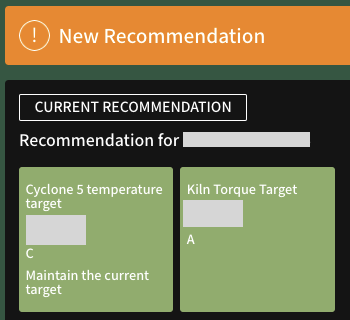 !
New Recommendation
CURRENT RECOMMENDATION
Recommendation for
Cyclone 5 temperature
target
C
Maintain the current
target
Kiln Torque Target
A